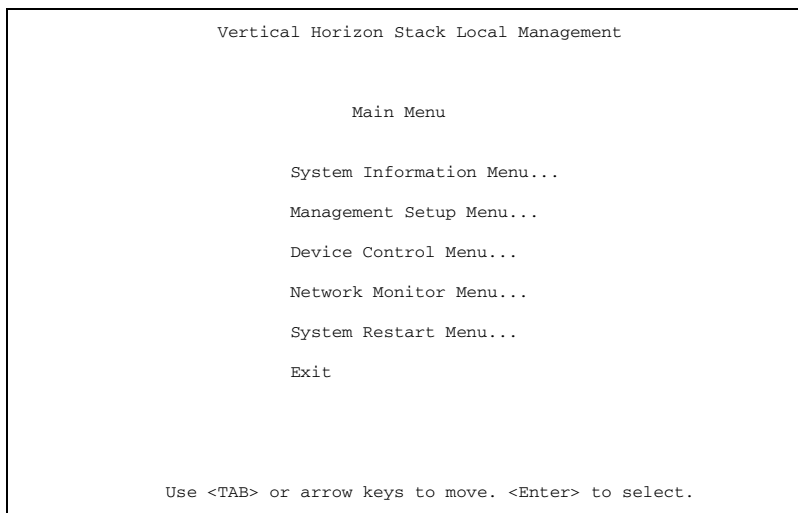 Vertical Horizon Stack Local Management
Main Menu
System Information Menu...
Management Setup Menu...
Device Control Menu...
Network Monitor Menu...
System Restart Menu...
Exit
Use <TAB> or arrow keys to move. <Enter> to select.